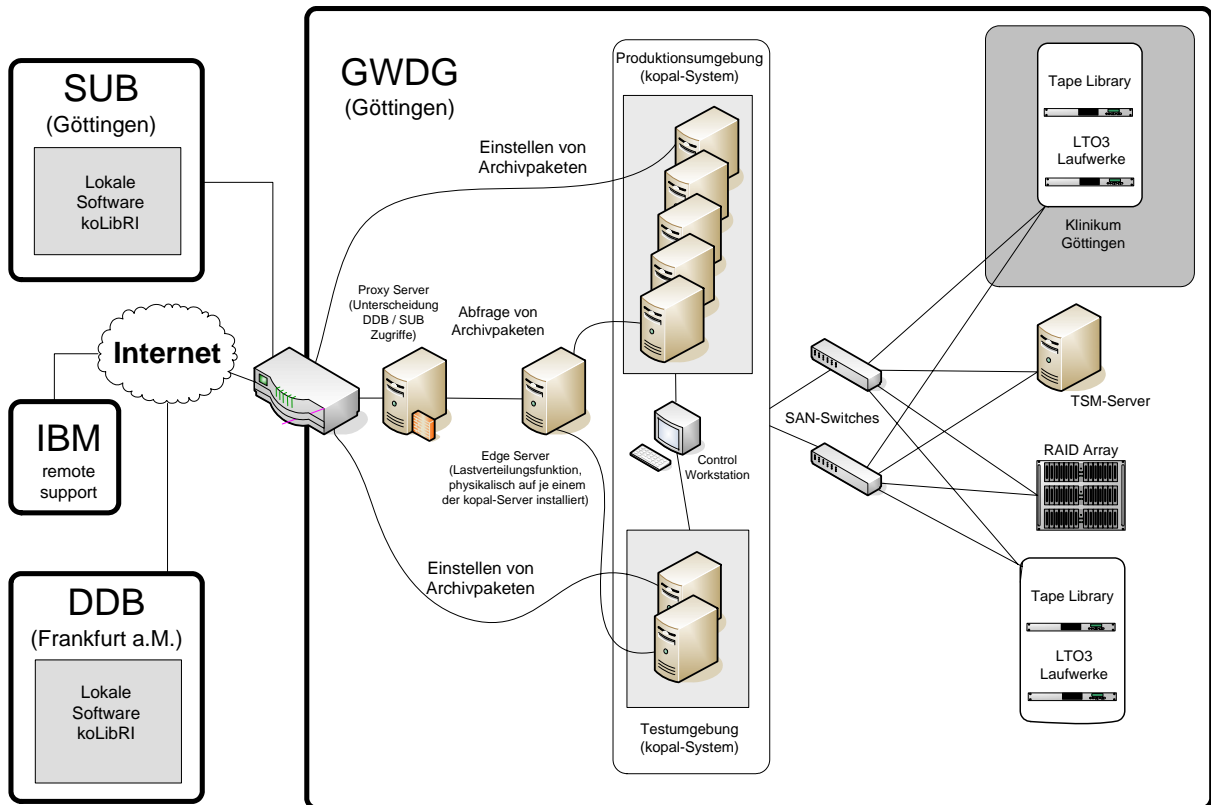 SUB
(Göttingen)
Lokale
Software
koLibRI
Internet
IBM
remote
support
DDB
(Frankfurt a.M.)
Lokale
Software
koLibRI
GWDG
(Göttingen)
Einstellen von
Archivpaketen
Proxy Server
(Unterscheidung
DDB / SUB
Zugriffe)
Abfrage von
Archivpaketen
Edge Server
(Lastverteilungsfunktion,
physikalisch auf je einem
der kopal-Server installiert)
Einstellen von
Archivpaketen
Produktionsumgebung
(kopal-System)
Control
Workstation
Testumgebung
(kopal-System)
SAN-Switches
Tape Library
LTO3
Laufwerke
Klinikum
Göttingen
TSM-Server
RAID Array
Tape Library
LTO3
Laufwerke